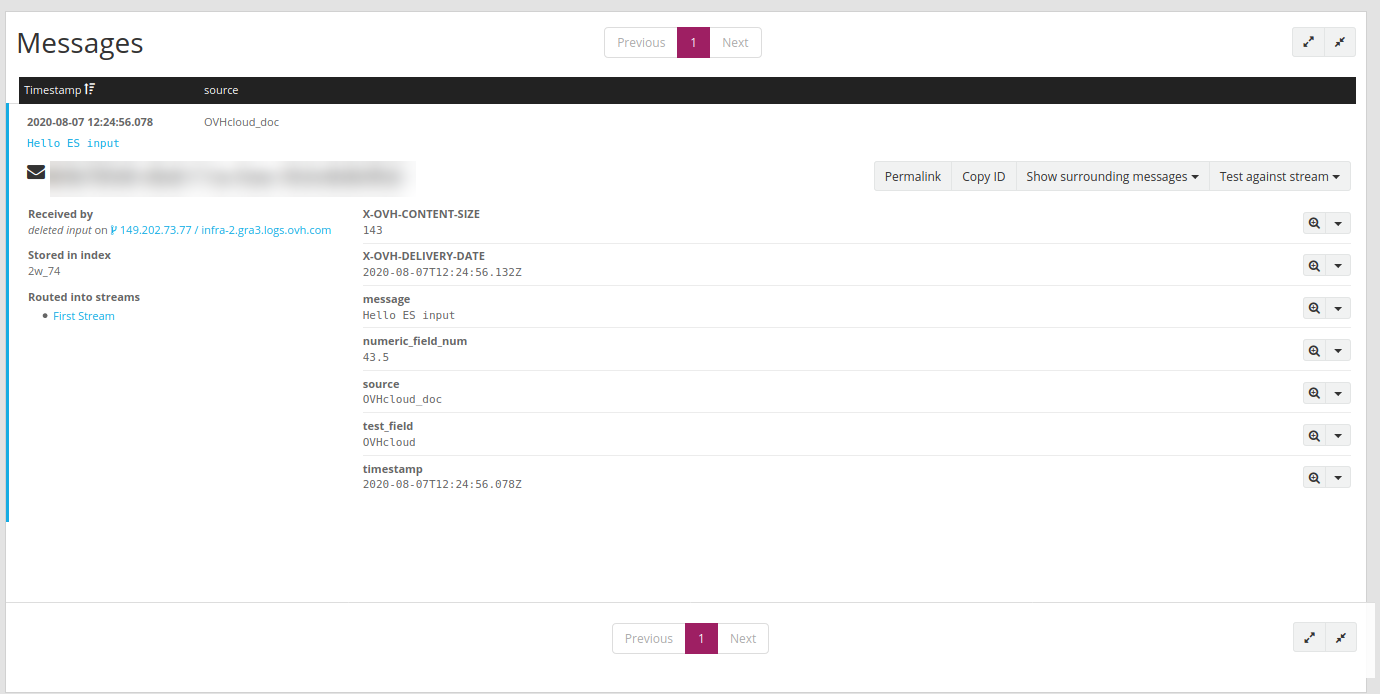 Messages
Previous 1 Next
Timestamp source
2020-08-07 12:24:56.078 OVHcloud_doc
Hello ES input
Permalink Copy ID Show surrounding messages Test against stream
Received by
deleted input on 149.202.73.77 / infra-2.gra3.logs.ovh.com
Stored in index
2w_74
Routed into streams
• First Stream
X-OVH-CONTENT-SIZE
143
X-OVH-DELIVERY-DATE
2020-08-07T12:24:56.132Z
message
Hello ES input
numeric_field_num
43.5
source
OVHcloud_doc
test_field
OVHcloud
timestamp
2020-08-07T12:24:56.078Z
Previous 1 Next